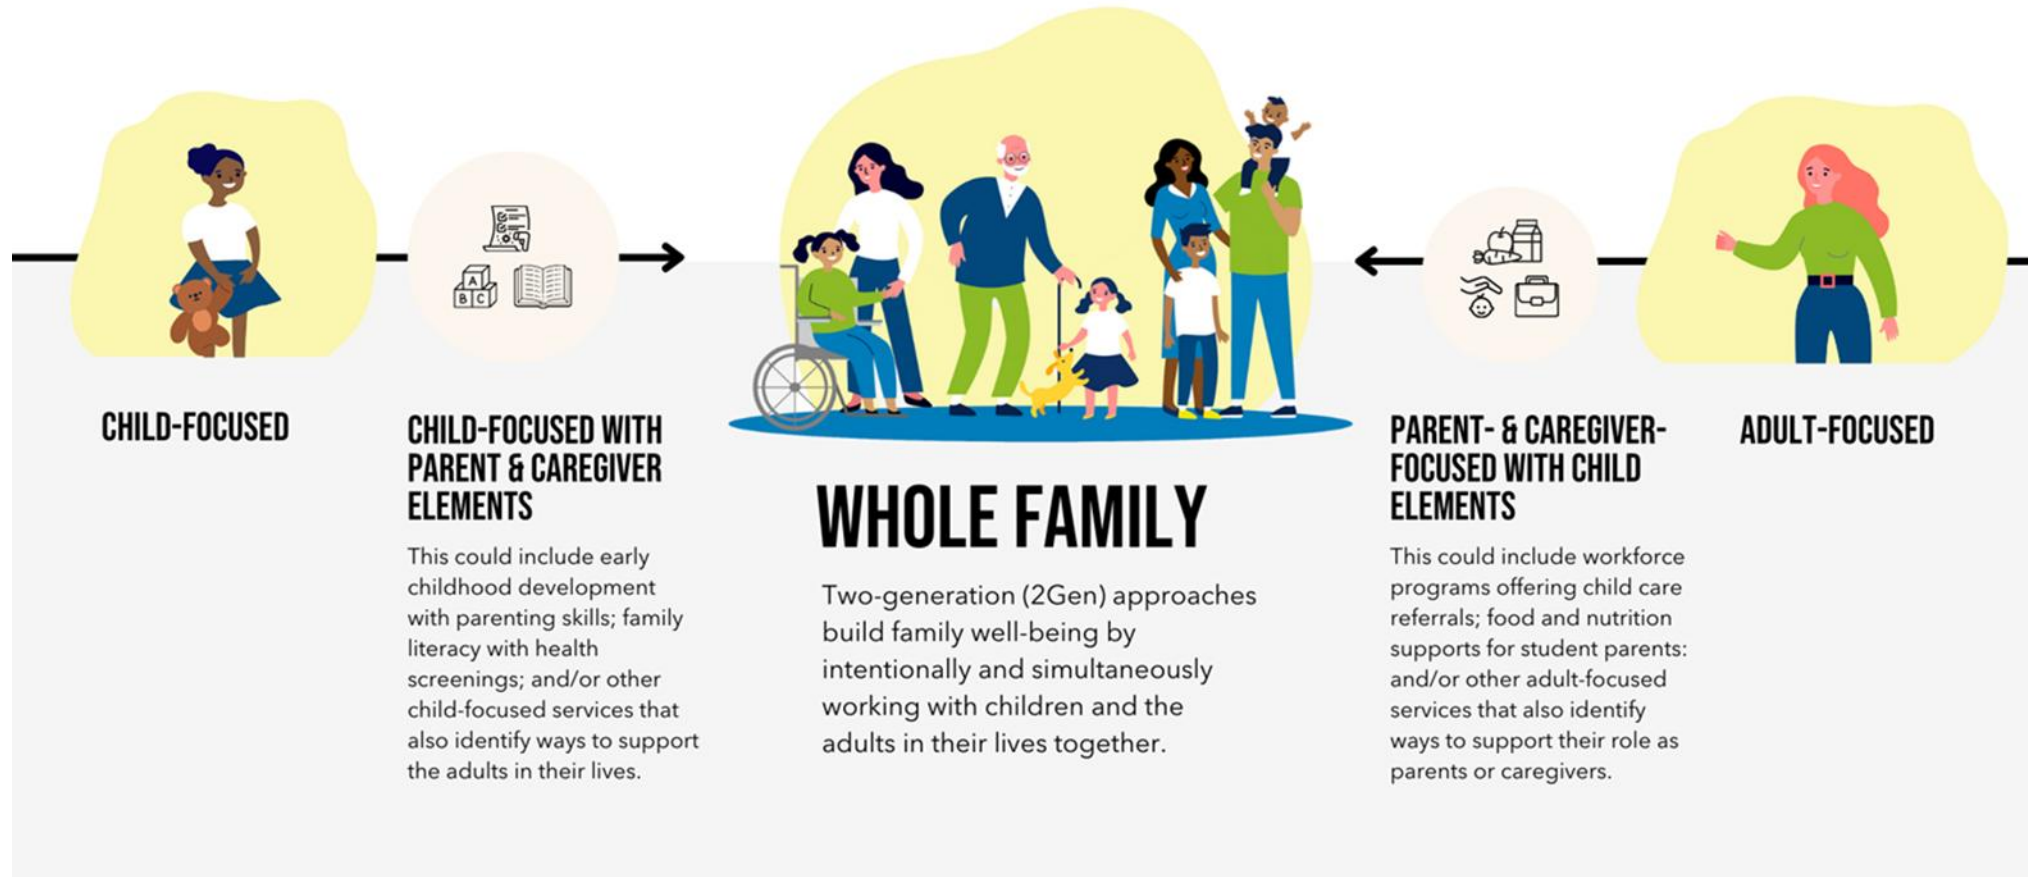 A
B C
CHILD-FOCUSED
CHILD-FOCUSED WITH
PARENT & CAREGIVER
ELEMENTS
This could include early
childhood development
with parenting skills; family
literacy with health
screenings; and/or other
child-focused services that
also identify ways to support
the adults in their lives.
WHOLE FAMILY
Two-generation (2Gen) approaches
build family well-being by
intentionally and simultaneously
working with children and the
adults in their lives together.
PARENT- & CAREGIVER-
FOCUSED WITH CHILD
ELEMENTS
This could include workforce
programs offering child care
referrals; food and nutrition
supports for student parents:
and/or other adult-focused
services that also identify
ways to support their role as
parents or caregivers.
ADULT-FOCUSED